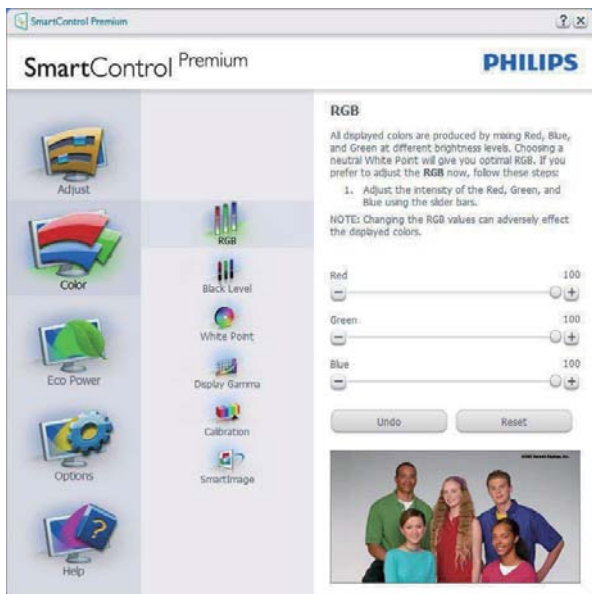 SmartControl Premium
? x
SmartControl Premium
PHILIPS
Adjust
Color
Eco Power
Options
Help
RGB
Black Level
White Point
Display Gamma
Calibration
SmartImage
RGB
All displayed colors are produced by mixing Red, Blue,
and Green at different brightness levels. Choosing a
neutral White Point will give you optimal RGB. If you
prefer to adjust the RGB now, follow these steps:
1. Adjust the intensity of the Red, Green, and
Blue using the slider bars.
NOTE: Changing the RGB values can adversely effect
the displayed colors.
Red 100
Green 100
Blue 100
Undo Reset